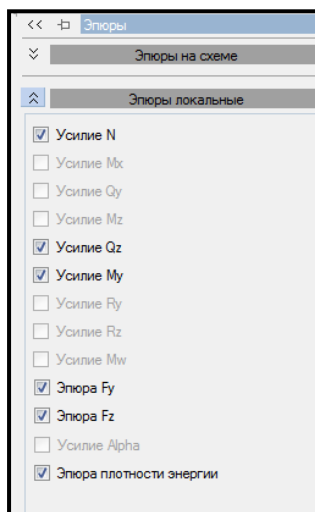 << Эпюры
Эпюры на схеме
Эпюры локальные
Усилие N
Усилие Mx
Усилие Qy
Усилие Mz
Усилие Qz
Усилие My
Усилие Ry
Усилие Rz
Усилие Mw
Эпюра Fy
Эпюра Fz
Усилие Alpha
Эпюра плотности энергии